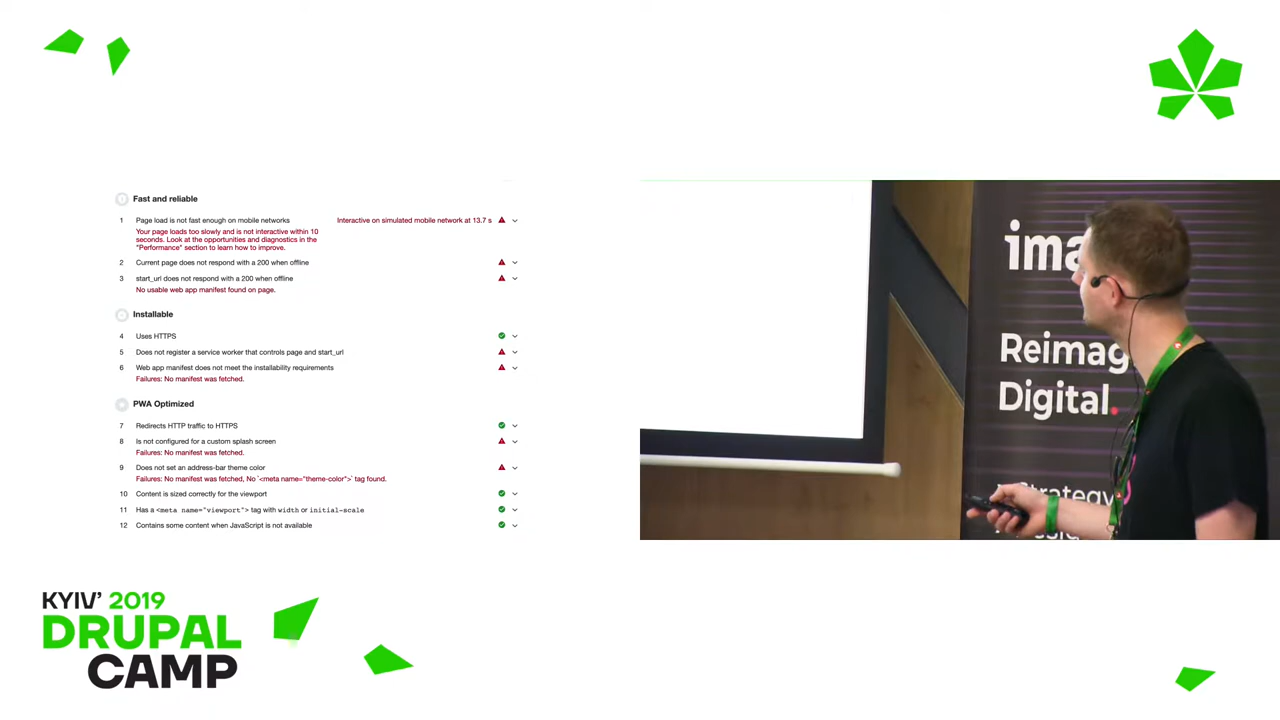 Fast and reliable
1 Page load is not fast enough on mobile networks Interactive on simulated mobile network at 13.7 s
Your page loads too slowly and is not interactive within 10
seconds. Look at the opportunities and diagnostics in the
"Performance" section to learn how to improve.
2 Current page does not respond with a 200 when offline
3 start_url does not respond with a 200 when offline
No usable web app manifest found on page.
Installable
4 Uses HTTPS
5 Does not register a service worker that controls page and start_url
6 Web app manifest does not meet the installability requirements
Failures: No manifest was fetched.
PWA Optimized
7 Redirects HTTP traffic to HTTPS
8 Is not configured for a custom splash screen
Failures: No manifest was fetched.
9 Does not set an address-bar theme color
Failures: No manifest was fetched, No `<meta name="theme-color">` tag found.
10 Content is sized correctly for the viewport
11 Has a <meta name="viewport"> tag with width or initial-scale
12 Contains some content when JavaScript is not available
ima
Reimag
Digital.
Strategy
KYIV' 2019
DRUPAL
CAMP